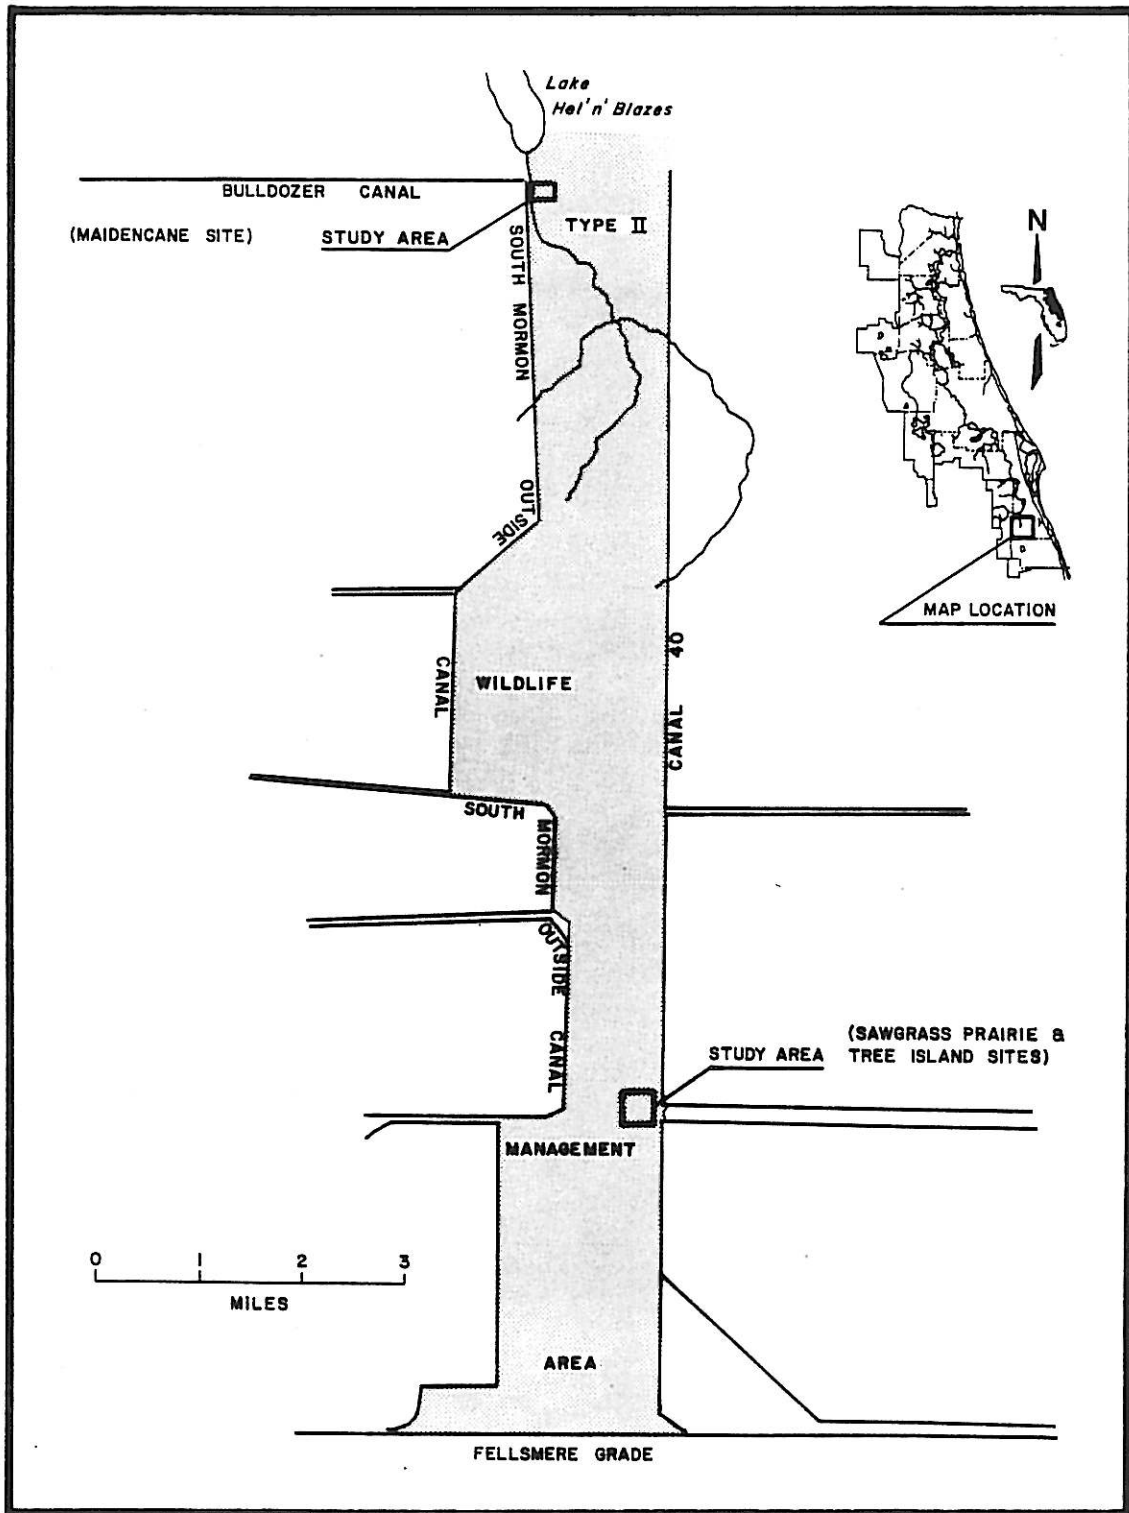 Lake
Hel'n' Blazes
BULLDOZER CANAL
(MAIDENCANE SITE)
STUDY AREA
TYPE II
SOUTH MORMON
OUTSIDE
CANAL
N
MAP LOCATION
WILDLIFE
CANAL 40
SOUTH
MORMON
OUTSIDE
CANAL
(SAWGRASS PRAIRIE &
TREE ISLAND SITES)
STUDY AREA
MANAGEMENT
0 1 2 3
MILES
AREA
FELLSMERE GRADE